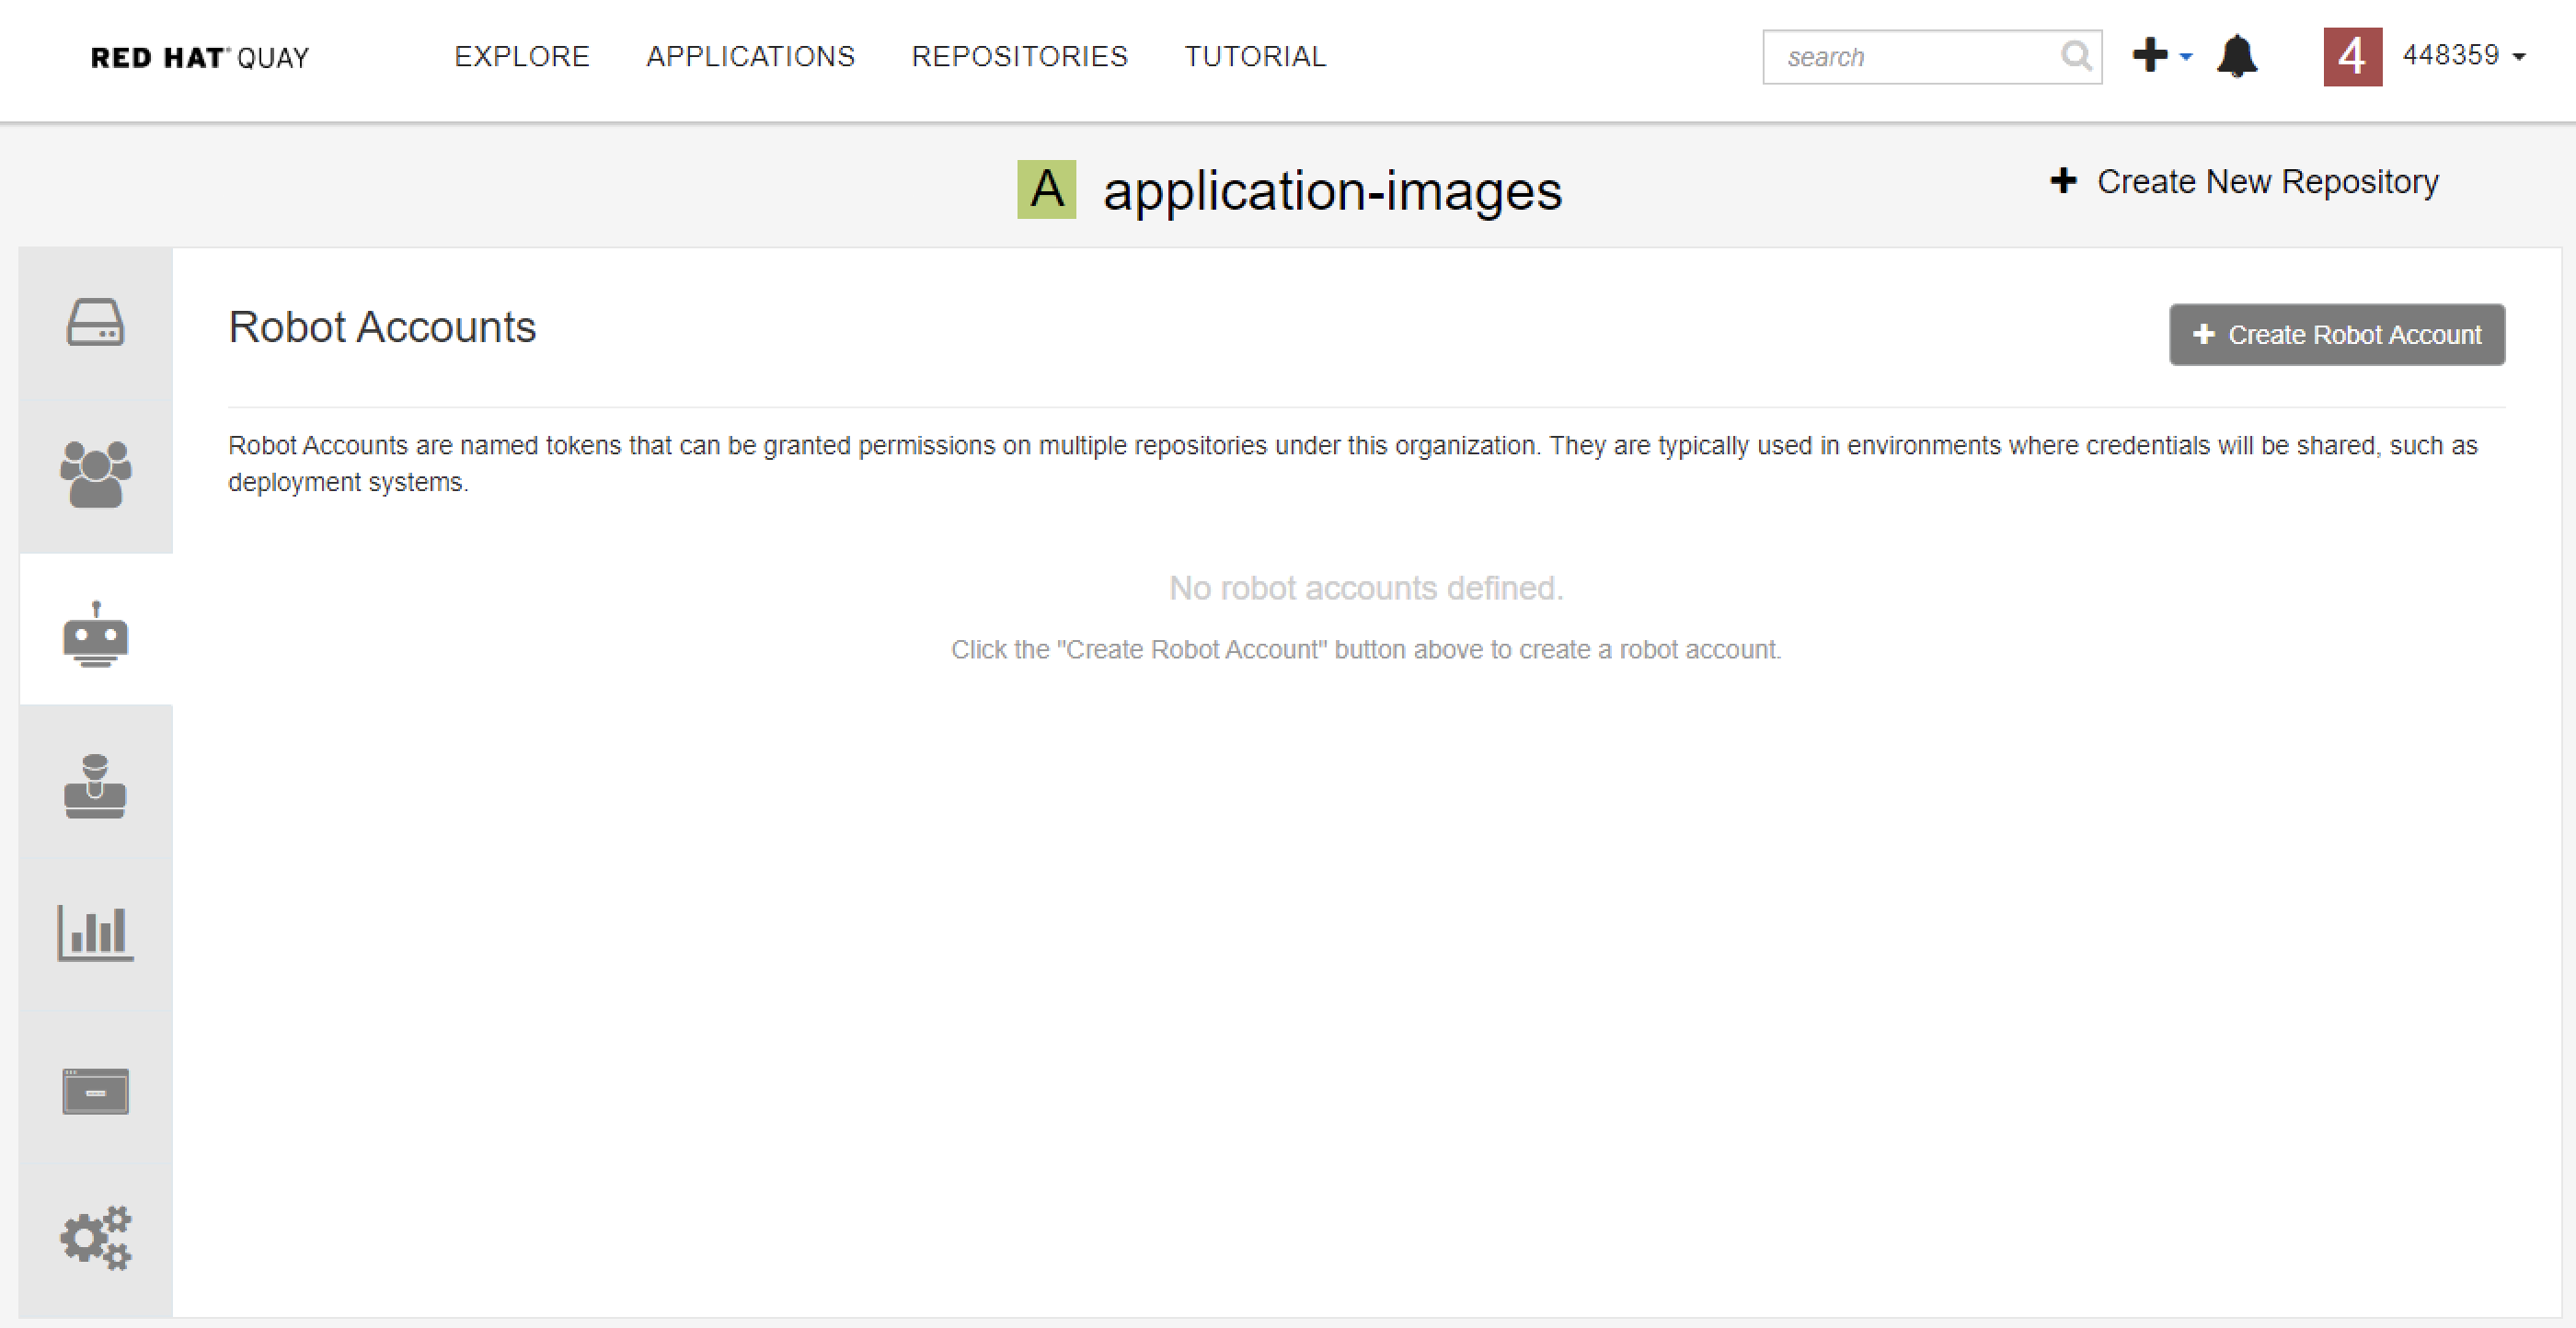 RED HAT QUAY EXPLORE APPLICATIONS REPOSITORIES TUTORIAL search 4 448359
A application-images + Create New Repository
Robot Accounts + Create Robot Account
Robot Accounts are named tokens that can be granted permissions on multiple repositories under this organization. They are typically used in environments where credentials will be shared, such as
deployment systems.
No robot accounts defined.
Click the "Create Robot Account" button above to create a robot account.